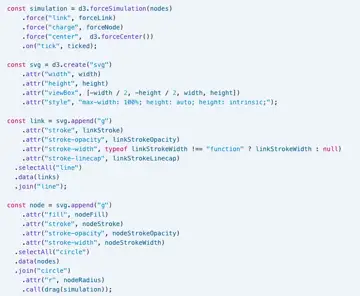 const simulation = d3.forceSimulation(nodes)
.force("link", forceLink)
.force("charge", forceNode)
.force("center",  d3.forceCenter())
.on("tick", ticked);
const svg = d3.create("svg")
.attr("width", width)
.attr("height", height)
.attr("viewBox", [-width / 2, -height / 2, width, height])
.attr("style", "max-width: 100%; height: auto; height: intrinsic;");
const link = svg.append("g")
.attr("stroke", linkStroke)
.attr("stroke-opacity", linkStrokeOpacity)
.attr("stroke-width", typeof linkStrokeWidth !== "function" ? linkStrokeWidth : null)
.attr("stroke-linecap", linkStrokeLinecap)
.selectAll("line")
.data(links)
.join("line");
const node = svg.append("g")
.attr("fill", nodeFill)
.attr("stroke", nodeStroke)
.attr("stroke-opacity", nodeStrokeOpacity)
.attr("stroke-width", nodeStrokeWidth)
.selectAll("circle")
.data(nodes)
.join("circle")
.attr("r", nodeRadius)
.call(drag(simulation));